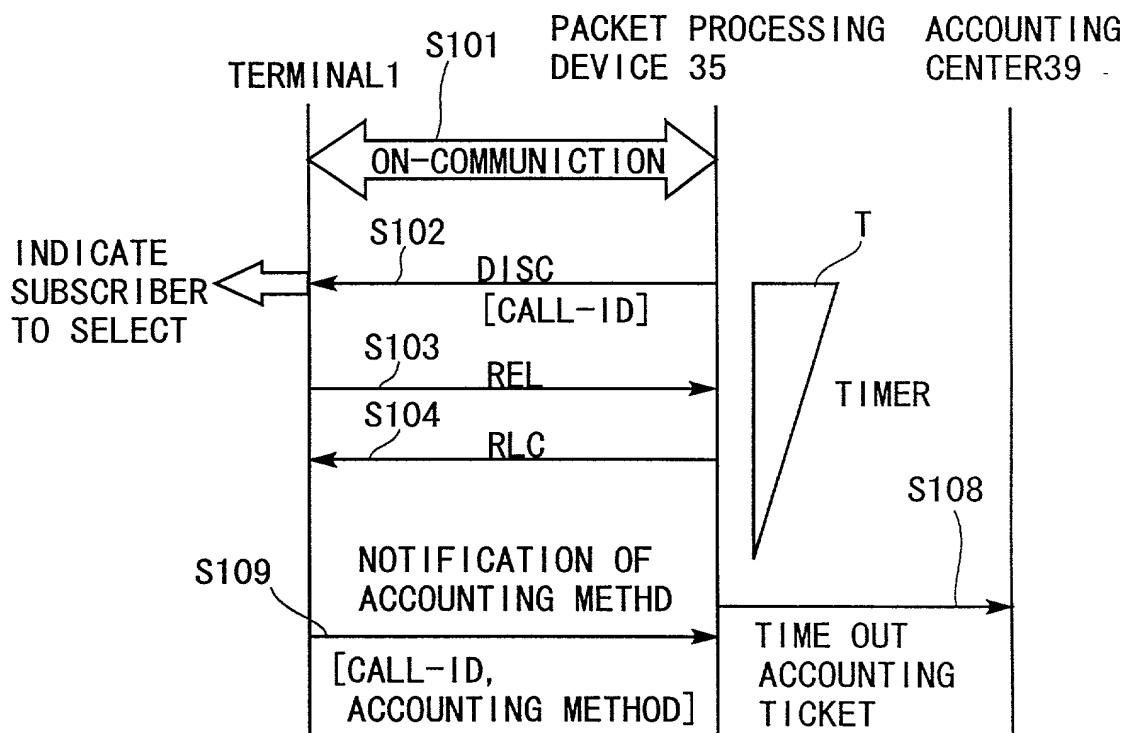 S101
TERMINAL1
PACKET PROCESSING
DEVICE 35
ACCOUNTING
CENTER39
ON-COMMUNICTION
S102
T
INDICATE
SUBSCRIBER
TO SELECT
DISC
[CALL-ID]
S103
REL
TIMER
S104
RLC
S108
S109
NOTIFICATION OF
ACCOUNTING METHD
[CALL-ID,
ACCOUNTING METHOD]
TIME OUT
ACCOUNTING
TICKET